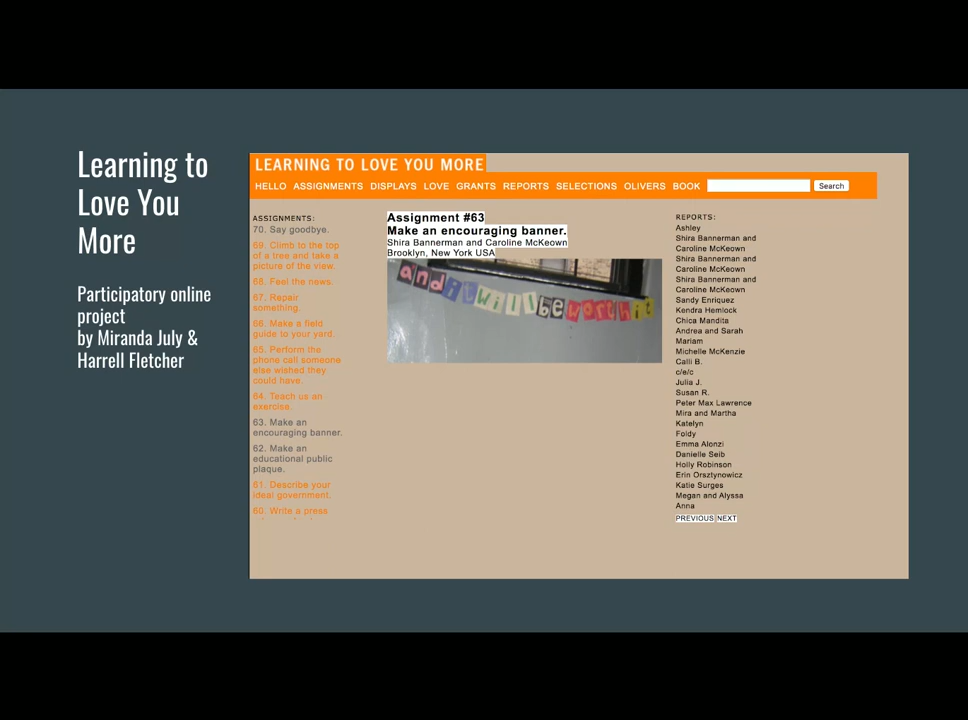 Learning to
Love You
More
Participatory online
project
by Miranda July &
Harrell Fletcher
LEARNING TO LOVE YOU MORE
HELLO ASSIGNMENTS DISPLAYS LOVE GRANTS REPORTS SELECTIONS OLIVERS BOOK Search
ASSIGNMENTS:
70. Say goodbye.
69. Climb to the top
of a tree and take a
picture of the view.
68. Feel the news.
67. Repair
something.
66. Make a field
guide to your yard.
65. Perform the
phone call someone
else wished they
could have.
64. Teach us an
exercise.
63. Make an
encouraging banner.
62. Make an
educational public
plaque.
61. Describe your
ideal government.
60. Write a press
Assignment #63
Make an encouraging banner.
Shira Bannerman and Caroline McKeown
Brooklyn, New York USA
anditwillbeworthit
REPORTS:
Ashley
Shira Bannerman and
Caroline McKeown
Shira Bannerman and
Caroline McKeown
Shira Bannerman and
Caroline McKeown
Sandy Enriquez
Kendra Hemlock
Chica Mandita
Andrea and Sarah
Mariam
Michelle McKenzie
Calli B.
c/e/c
Julia J.
Susan R.
Peter Max Lawrence
Mira and Martha
Katelyn
Foldy
Emma Alonzi
Danielle Seib
Holly Robinson
Erin Orsztynowicz
Katie Surges
Megan and Alyssa
Anna
PREVIOUS NEXT